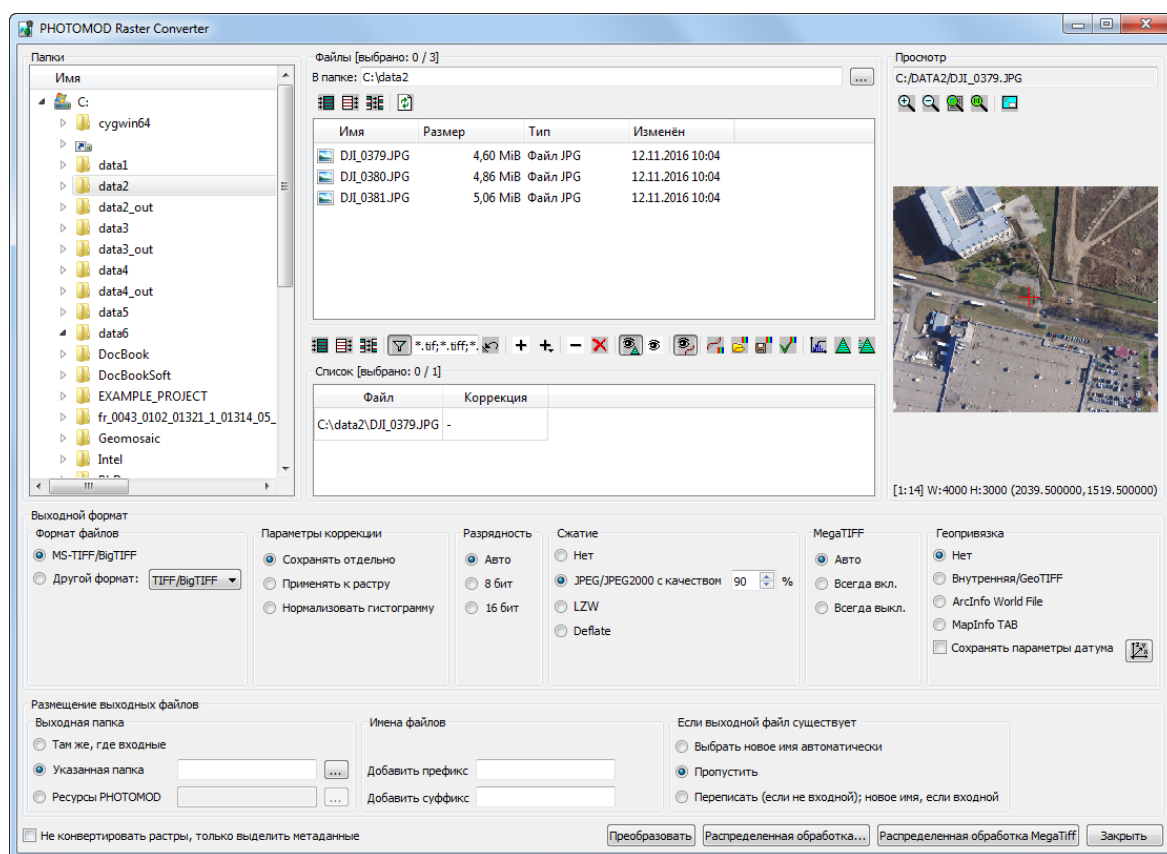 PHOTOMOD Raster Converter
Папки
Имя
C:
cygwin64
data1
data2
data2_out
data3
data3_out
data4
data4_out
data5
data6
DocBook
DocBookSoft
EXAMPLE_PROJECT
fr_0043_0102_01321_1_01314_05_
Geomosaic
Intel
Файлы [выбрано: 0 / 3]
В папке: C:\data2
...
Имя Размер Тип Изменён
DJI_0379.JPG 4,60 MiB Файл JPG 12.11.2016 10:04
DJI_0380.JPG 4,86 MiB Файл JPG 12.11.2016 10:04
DJI_0381.JPG 5,06 MiB Файл JPG 12.11.2016 10:04
*.tif;*.tiff;*.
Список [выбрано: 0 / 1]
Файл Коррекция
C:\data2\DJI_0379.JPG -
Просмотр
C:/DATA2/DJI_0379.JPG
[1:14] W:4000 H:3000 (2039.500000,1519.500000)
Выходной формат
Формат файлов
MS-TIFF/BigTIFF
Другой формат: TIFF/BigTIFF
Параметры коррекции
Сохранять отдельно
Применять к растру
Нормализовать гистограмму
Разрядность
Авто
8 бит
16 бит
Сжатие
Нет
JPEG/JPEG2000 с качеством 90 %
LZW
Deflate
MegaTIFF
Авто
Всегда вкл.
Всегда выкл.
Геопривязка
Нет
Внутренняя/GeoTIFF
ArcInfo World File
MapInfo TAB
Сохранять параметры датума
Размещение выходных файлов
Выходная папка
Там же, где входные
Указанная папка ...
Ресурсы PHOTOMOD ...
Имена файлов
Добавить префикс
Добавить суффикс
Если выходной файл существует
Выбрать новое имя автоматически
Пропустить
Переписать (если не входной); новое имя, если входной
Не конвертировать растры, только выделить метаданные
Преобразовать Распределенная обработка... Распределенная обработка MegaTiff Закрыть